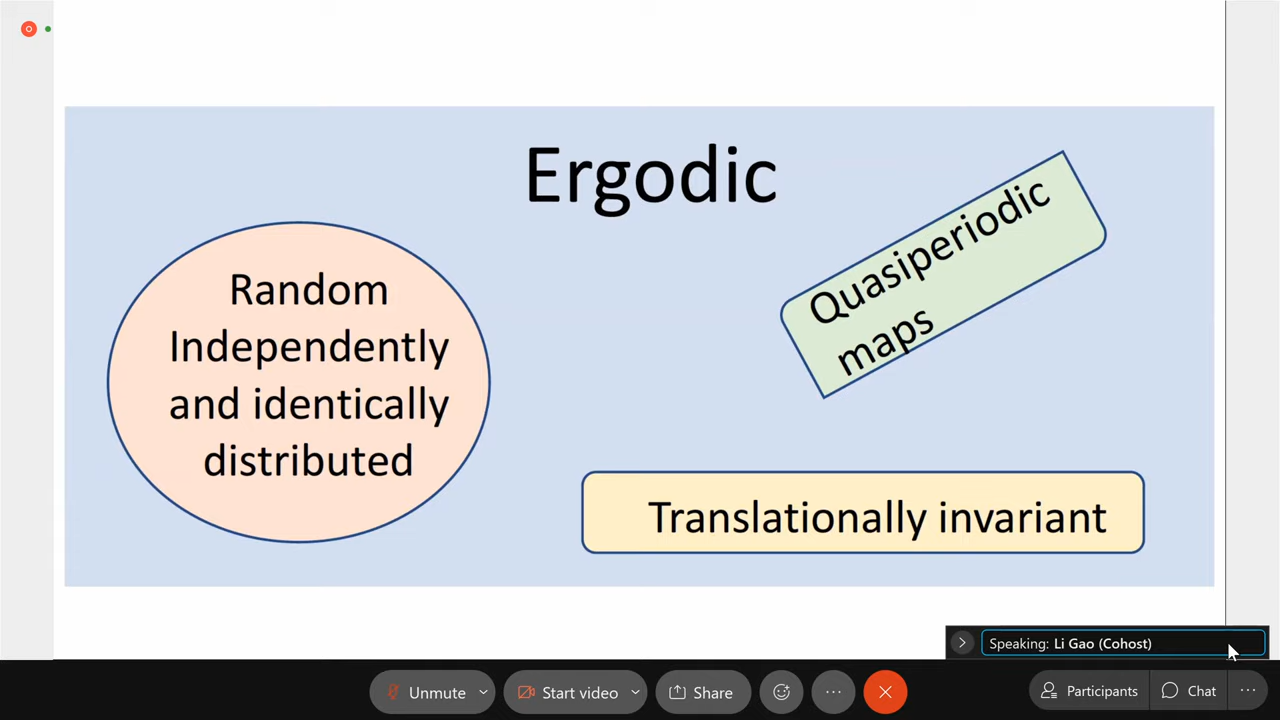 Ergodic
Random
Independently
and identically
distributed
Quasiperiodic
maps
Translationally invariant
Speaking: Li Gao (Cohost)
Unmute
Start video
Share
Participants
Chat